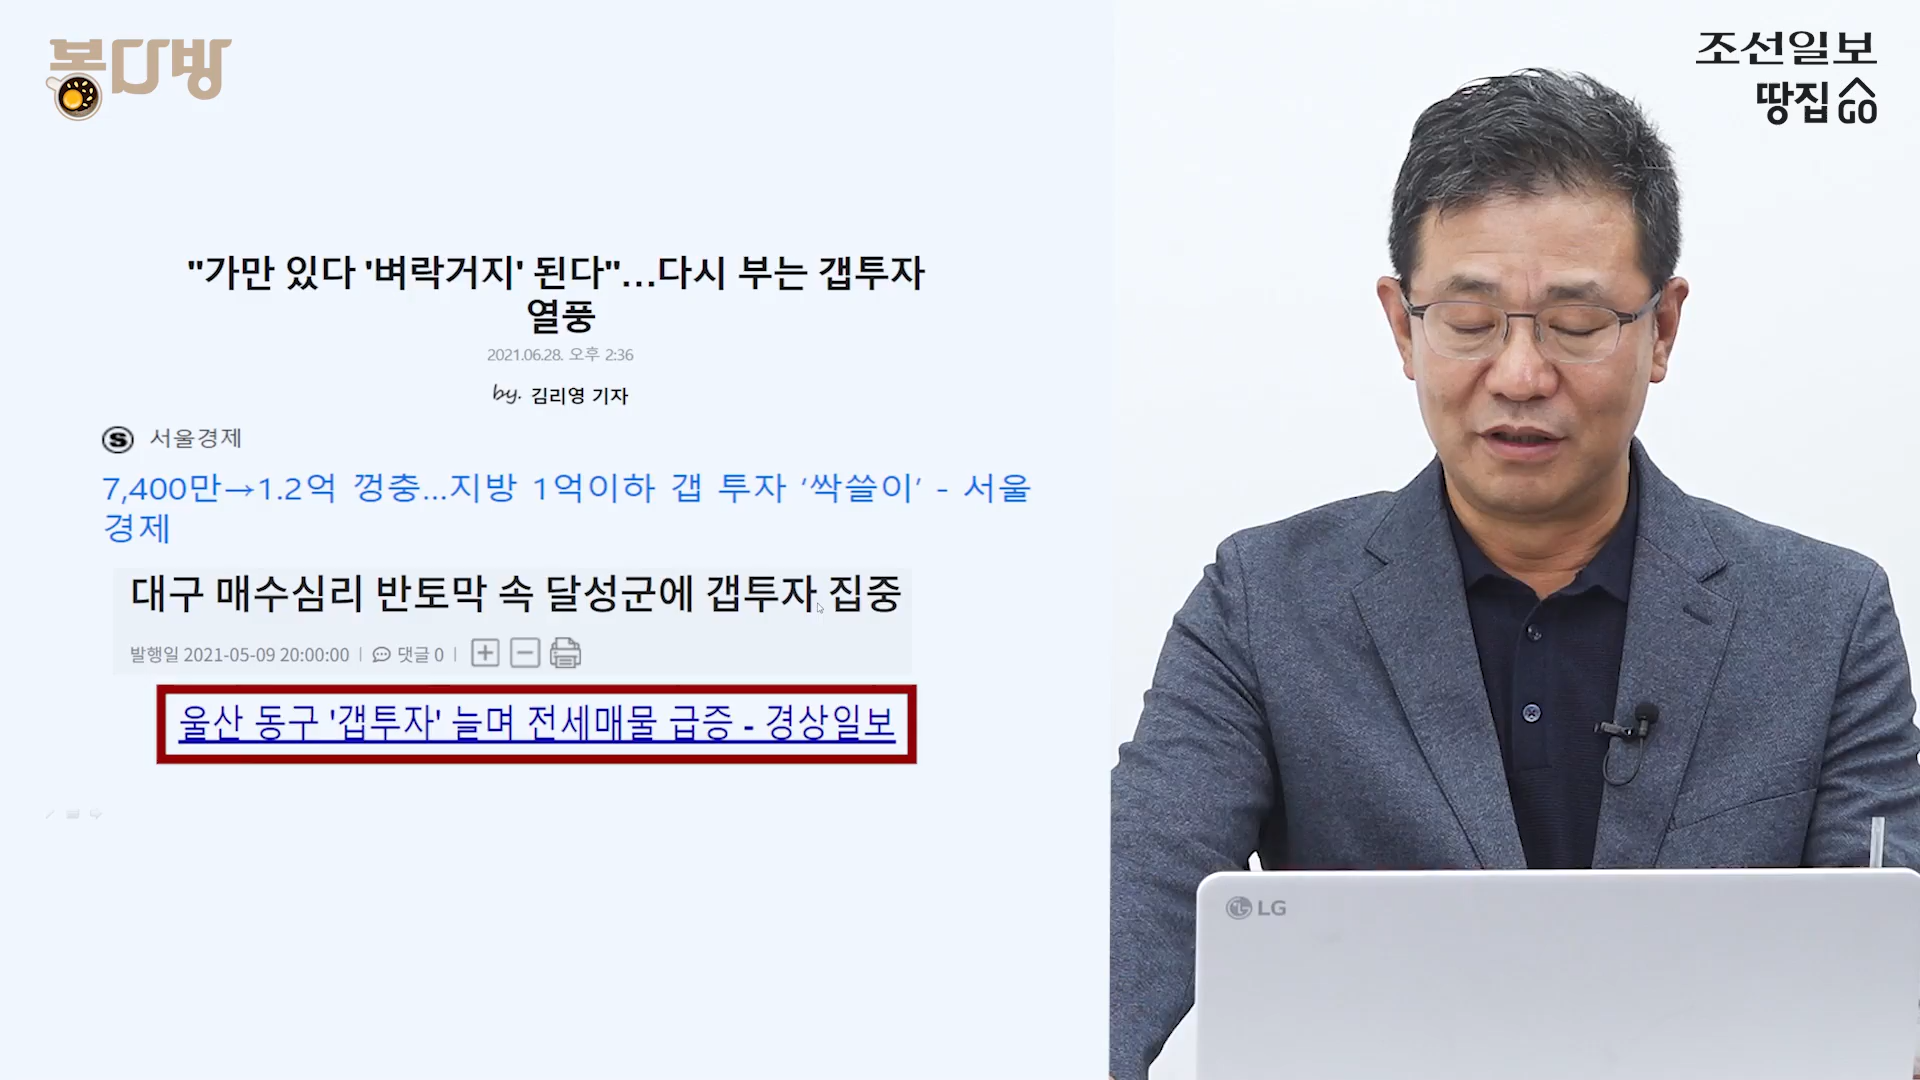 봉다방
조선일보
땅집GO
"가만 있다 '벼락거지' 된다"...다시 부는 갭투자
열풍
2021.06.28. 오후 2:36
by. 김리영 기자
S 서울경제
7,400만→1.2억 껑충...지방 1억이하 갭 투자 ‘싹쓸이’ - 서울
경제
대구 매수심리 반토막 속 달성군에 갭투자 집중
발행일 2021-05-09 20:00:00 | 댓글 0 |
울산 동구 '갭투자' 늘며 전세매물 급증 - 경상일보
LG